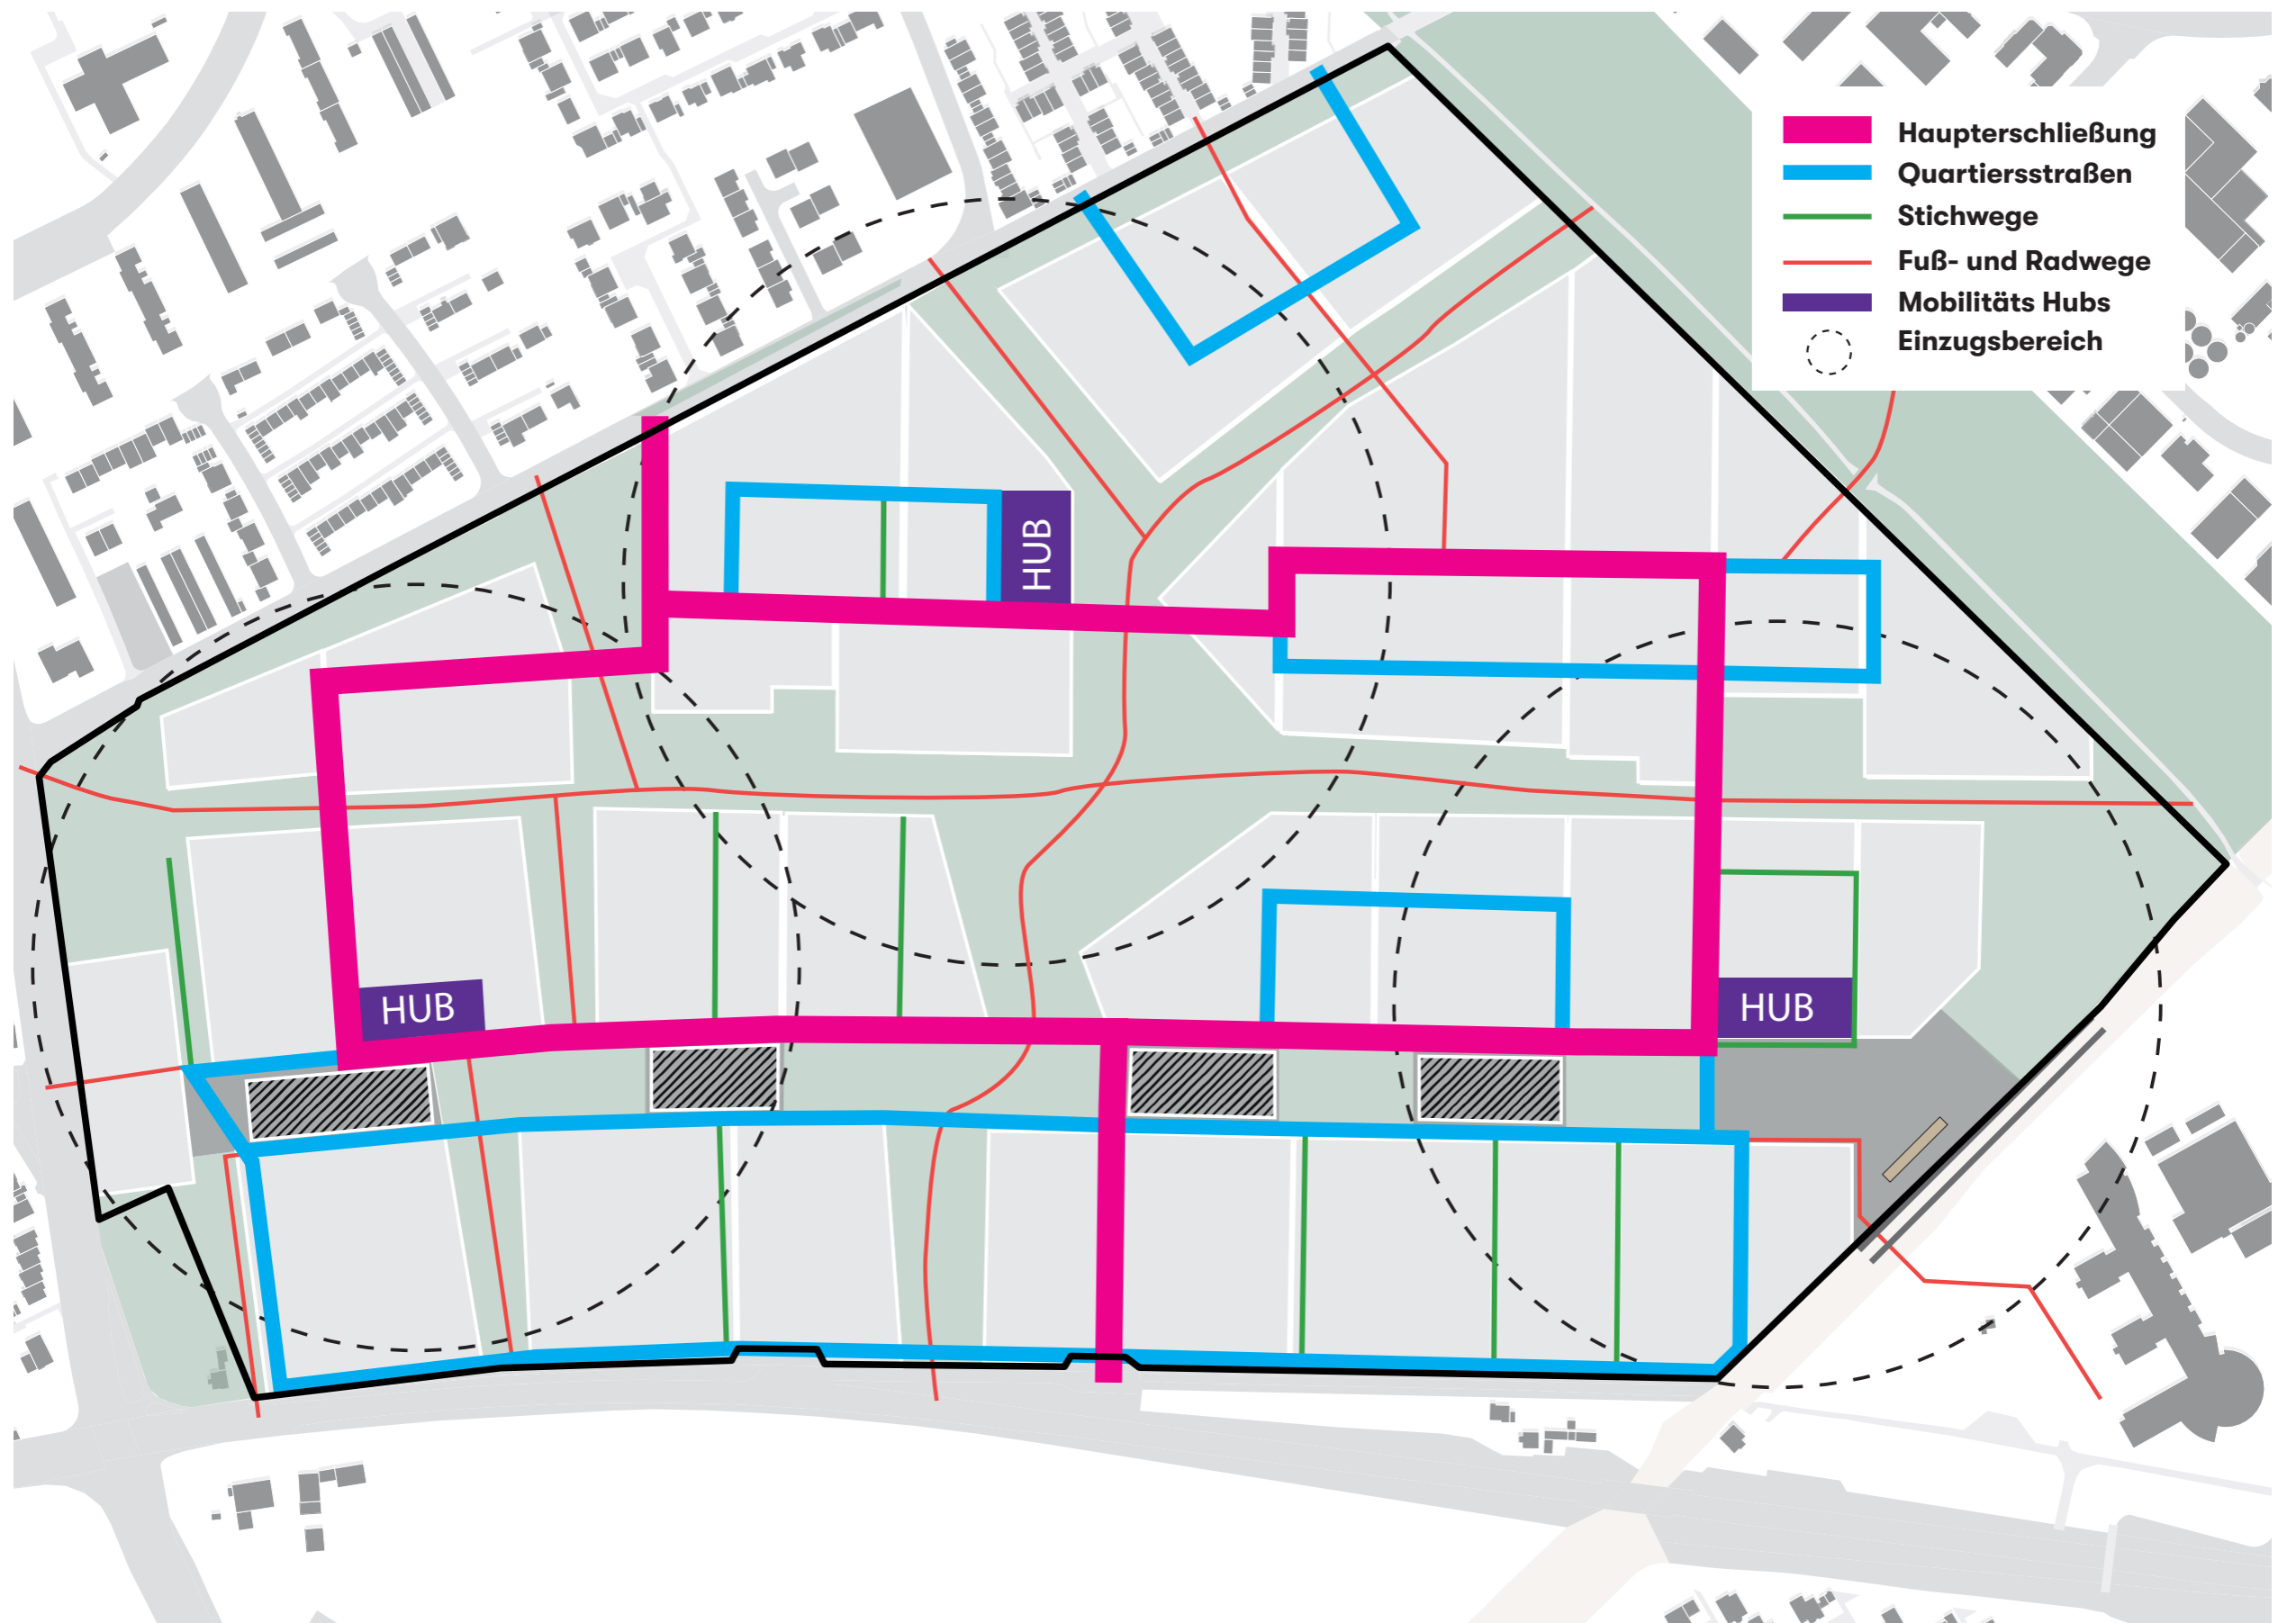 Haupterschließung
Quartiersstraßen
Stichwege
Fuß- und Radwege
Mobilitäts Hubs
Einzugsbereich
HUB
HUB
HUB